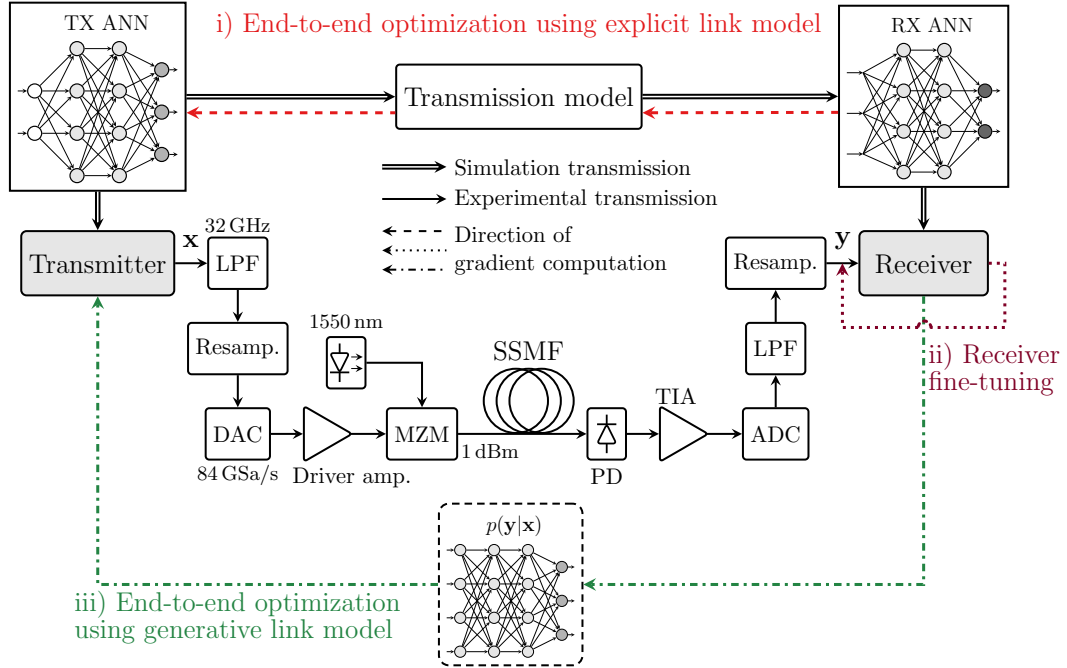 TX ANN
i) End-to-end optimization using explicit link model
RX ANN
Transmission model
Simulation transmission
Experimental transmission
Direction of
gradient computation
Transmitter
x
32 GHz
LPF
Resamp.
y
Receiver
Resamp.
1550 nm
SSMF
LPF
ii) Receiver
fine-tuning
DAC
84 GSa/s
Driver amp.
MZM
1 dBm
PD
TIA
ADC
p(y|x)
iii) End-to-end optimization
using generative link model